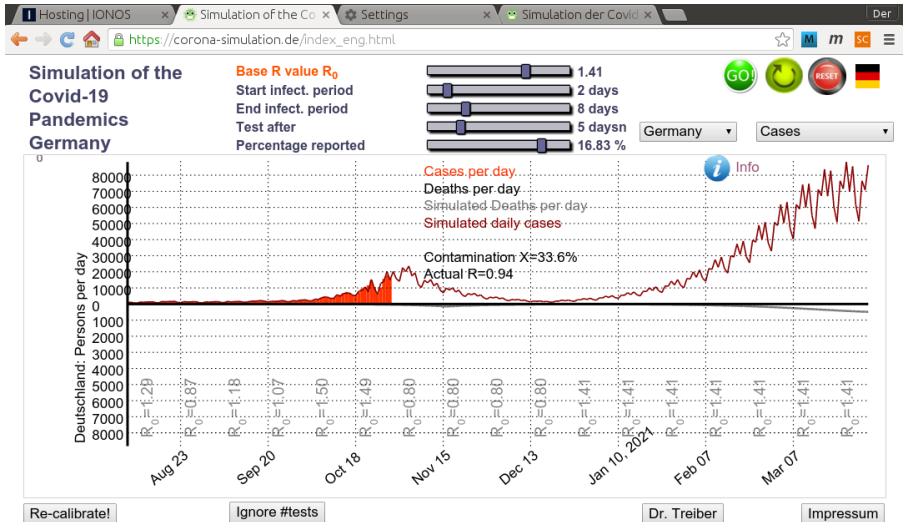 Hosting | IONOS
Simulation of the Co
Settings
Simulation der Covid
Der
https://corona-simulation.de/index_eng.html
M
m
SC
Simulation of the
Covid-19
Pandemics
Germany
Base R value R0
1.41
Start infect. period
2 days
End infect. period
8 days
Test after
5 daysn
Percentage reported
16.83 %
GO!
RESET
Germany
Cases
0
i
Info
Cases per day
Deaths per day
Simulated Deaths per day
Simulated daily cases
Contamination X=33.6%
Actual R=0.94
Deutschland: Persons per day
80000
70000
60000
50000
40000
30000
20000
10000
0
1000
2000
3000
4000
5000
6000
7000
8000
R0=1.29
R0=0.87
R0=1.18
R0=1.07
R0=1.50
R0=1.49
R0=0.80
R0=0.80
R0=0.80
R0=0.80
R0=1.41
R0=1.41
R0=1.41
R0=1.41
R0=1.41
R0=1.41
R0=1.41
Aug 23
Sep 20
Oct 18
Nov 15
Dec 13
Jan 10, 2021
Feb 07
Mar 07
Re-calibrate!
Ignore #tests
Dr. Treiber
Impressum